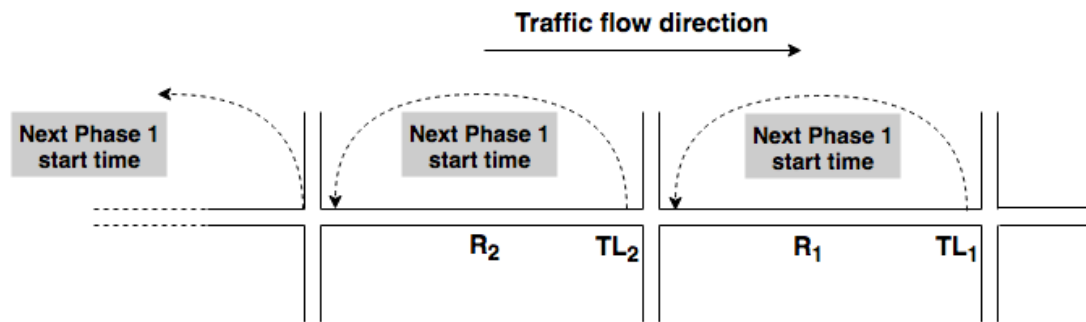 Traffic flow direction
Next Phase 1
start time
Next Phase 1
start time
Next Phase 1
start time
R2
TL2
R1
TL1